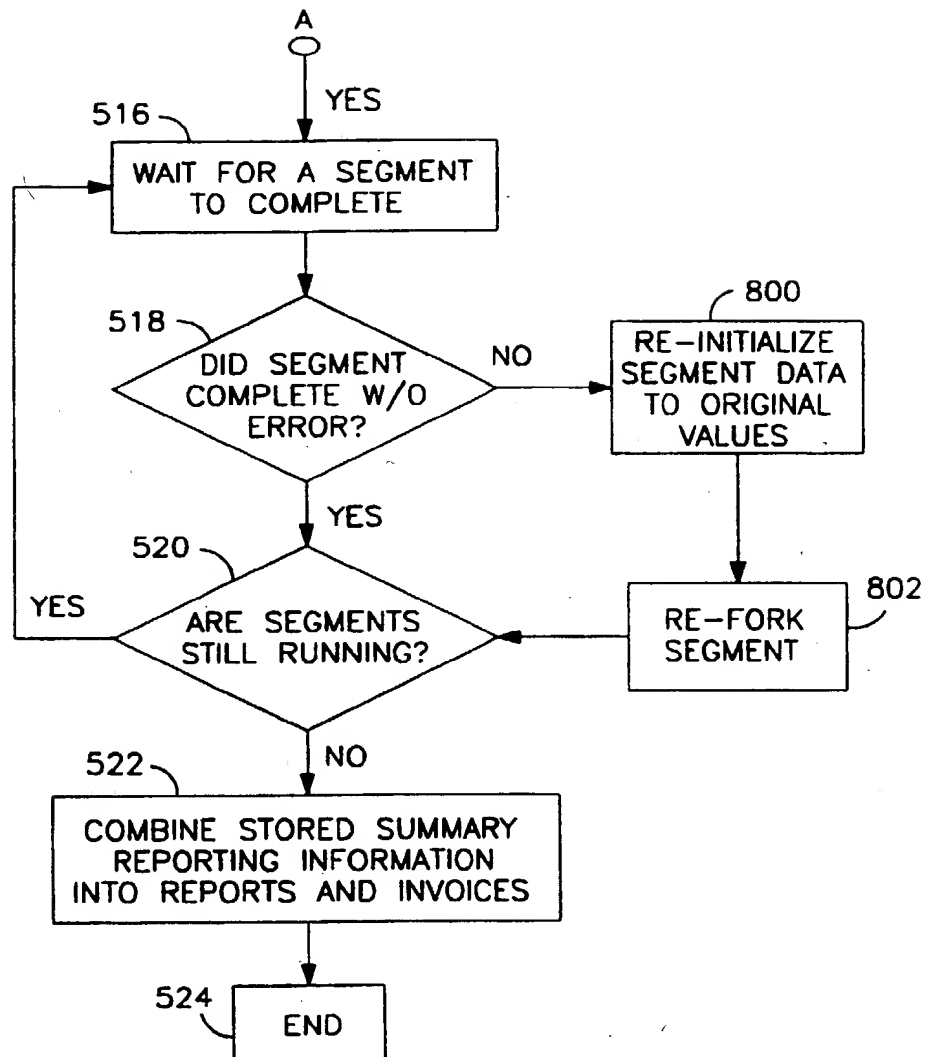 A
YES
516
WAIT FOR A SEGMENT
TO COMPLETE
518
DID SEGMENT
COMPLETE W/O
ERROR?
NO
800
RE-INITIALIZE
SEGMENT DATA
TO ORIGINAL
VALUES
YES
520
YES
ARE SEGMENTS
STILL RUNNING?
802
RE-FORK
SEGMENT
NO
522
COMBINE STORED SUMMARY
REPORTING INFORMATION
INTO REPORTS AND INVOICES
524
END